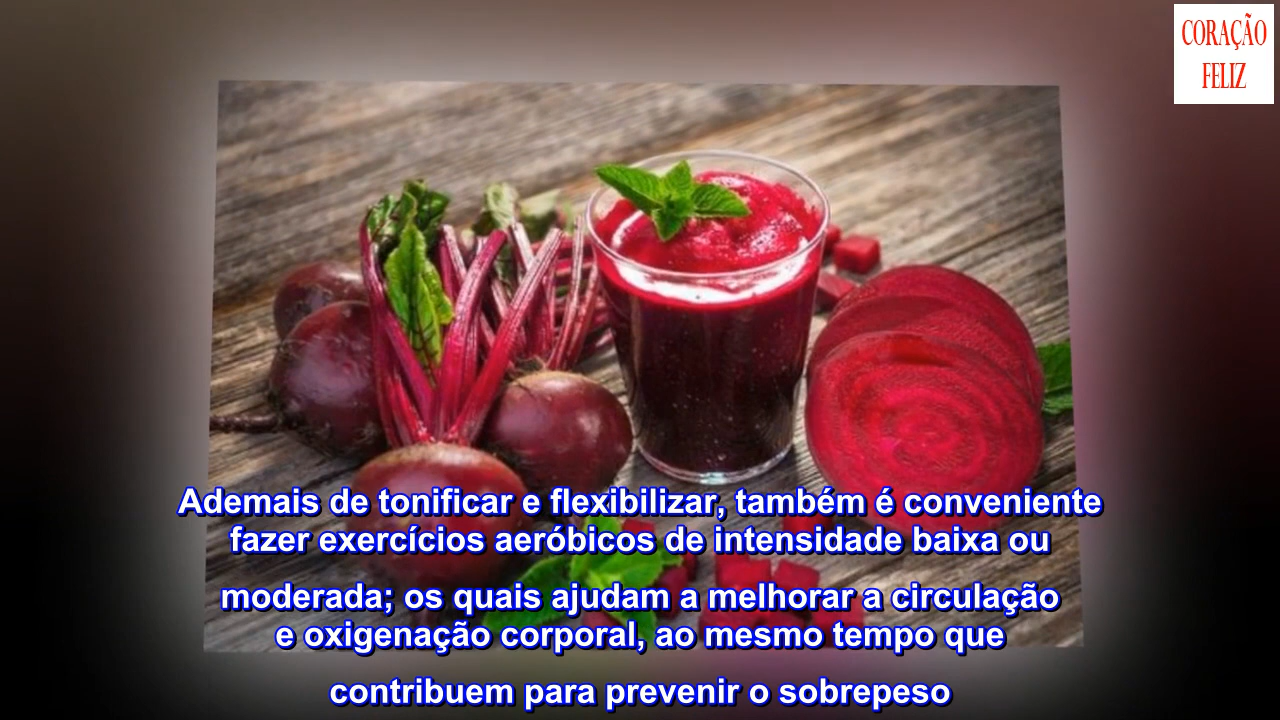 CORAÇÃO
FELIZ
Ademais de tonificar e flexibilizar, também é conveniente
fazer exercícios aeróbicos de intensidade baixa ou
moderada; os quais ajudam a melhorar a circulação
e oxigenação corporal, ao mesmo tempo que
contribuem para prevenir o sobrepeso